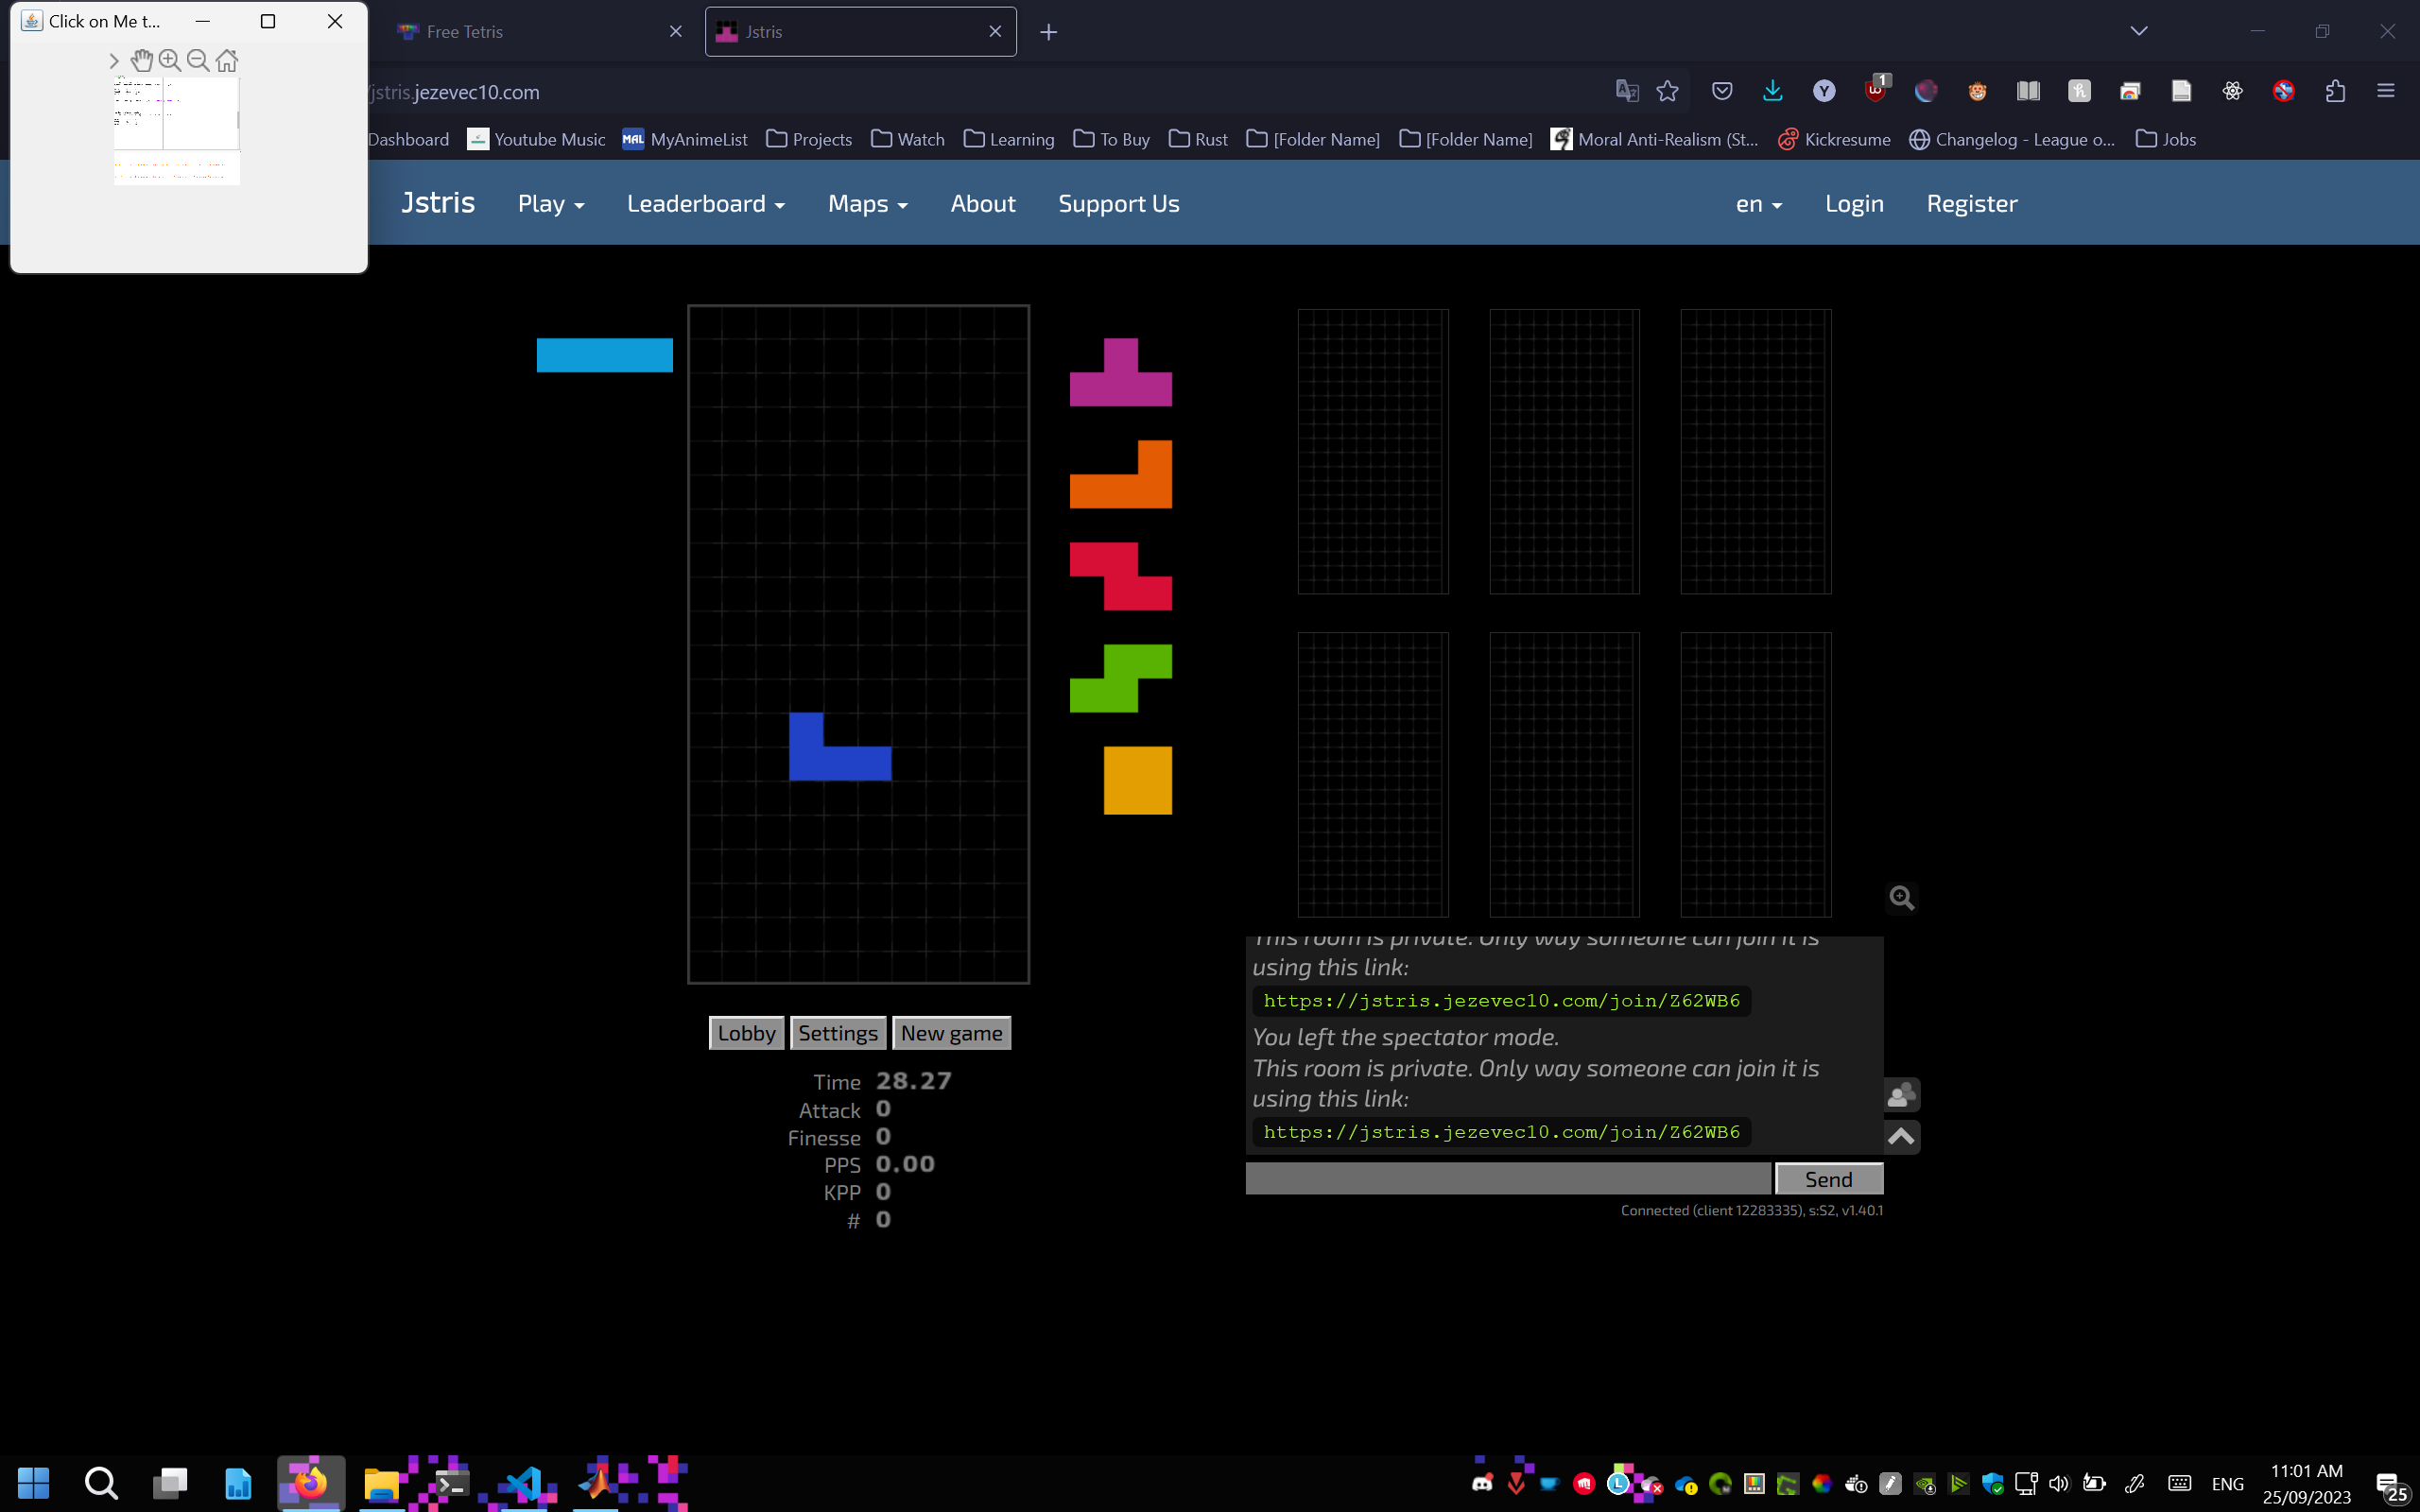 Click on Me t...
Free Tetris
Jstris
jstris.jezevec10.com
1
Dashboard
Youtube Music
MAL MyAnimeList
Projects
Watch
Learning
To Buy
Rust
[Folder Name]
[Folder Name]
Moral Anti-Realism (St...
Kickresume
Changelog - League o...
Jobs
Jstris
Play
Leaderboard
Maps
About
Support Us
en
Login
Register
This room is private. Only way someone can join it is
using this link:
https://jstris.jezevec10.com/join/Z62WB6
You left the spectator mode.
This room is private. Only way someone can join it is
using this link:
https://jstris.jezevec10.com/join/Z62WB6
Send
Connected (client 12283335), s:S2, v1.40.1
Lobby
Settings
New game
Time 28.27
Attack 0
Finesse 0
PPS 0.00
KPP 0
# 0
ENG
11:01 AM
25/09/2023
25